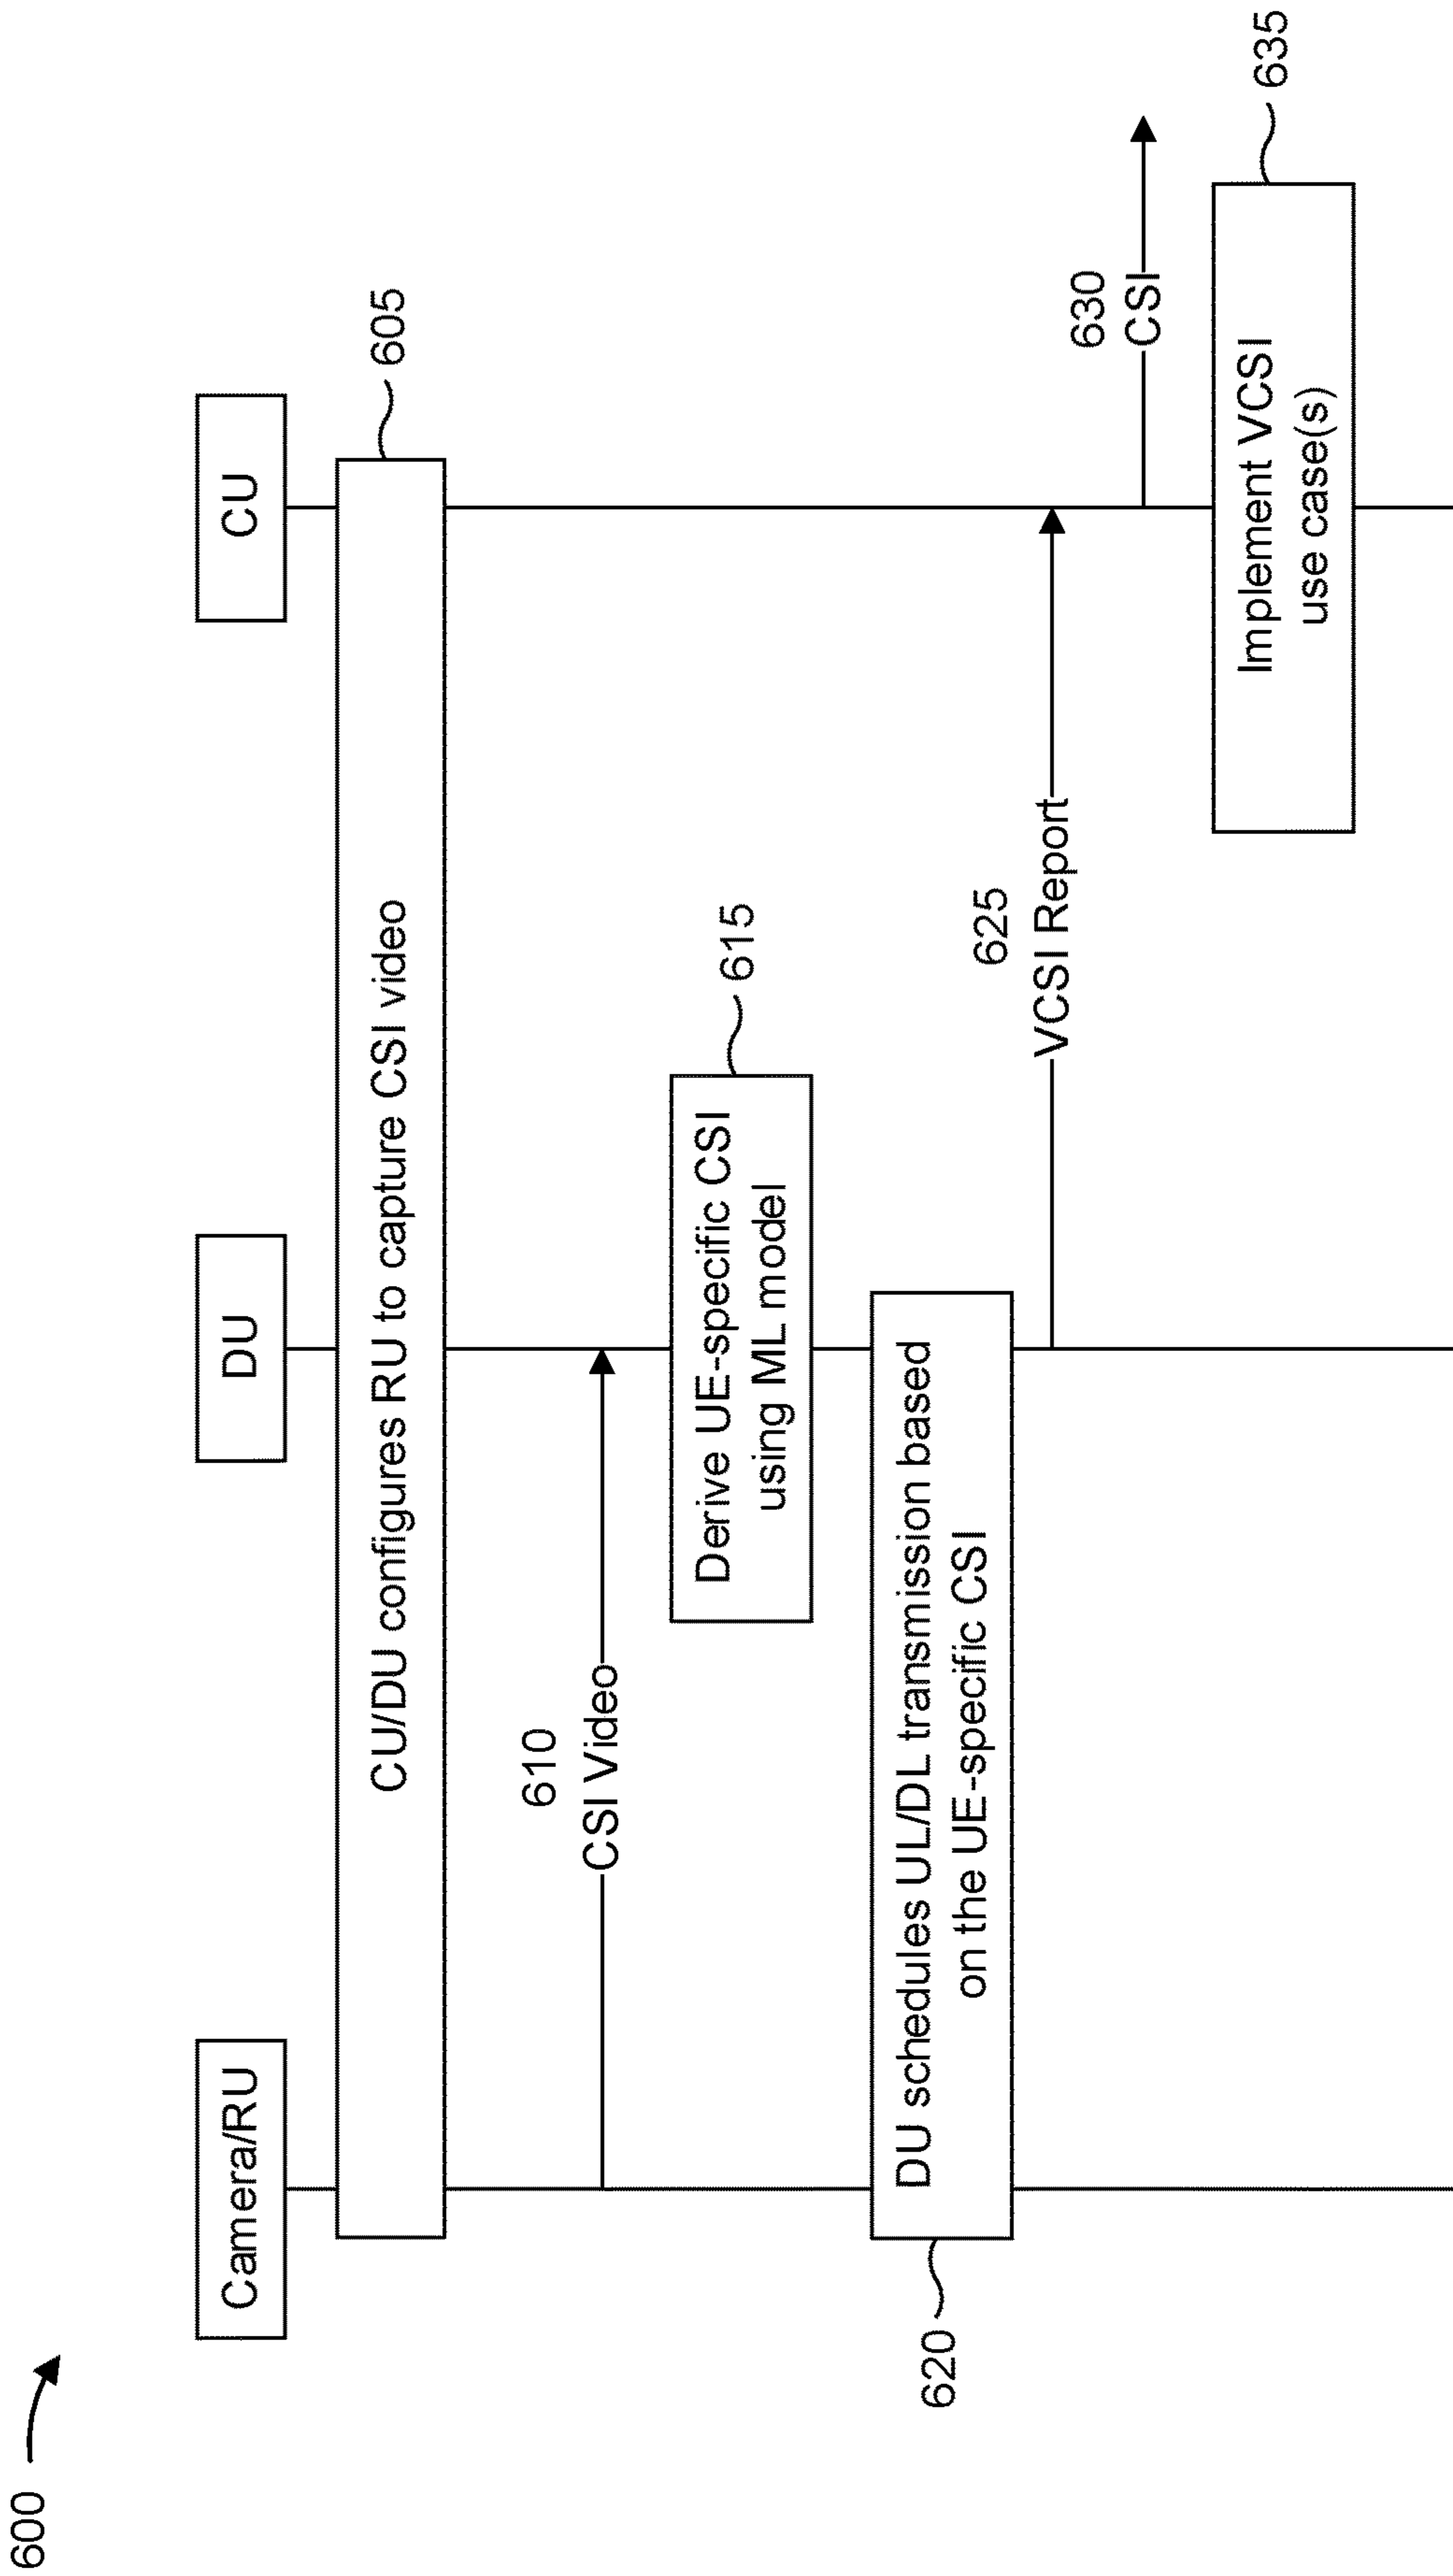 600
Camera/RU
DU
CU
CU/DU configures RU to capture CSI video
605
610
CSI Video
Derive UE-specific CSI
using ML model
615
DU schedules UL/DL transmission based
on the UE-specific CSI
620
625
VCSI Report
630
CSI
Implement VCSI
use case(s)
635